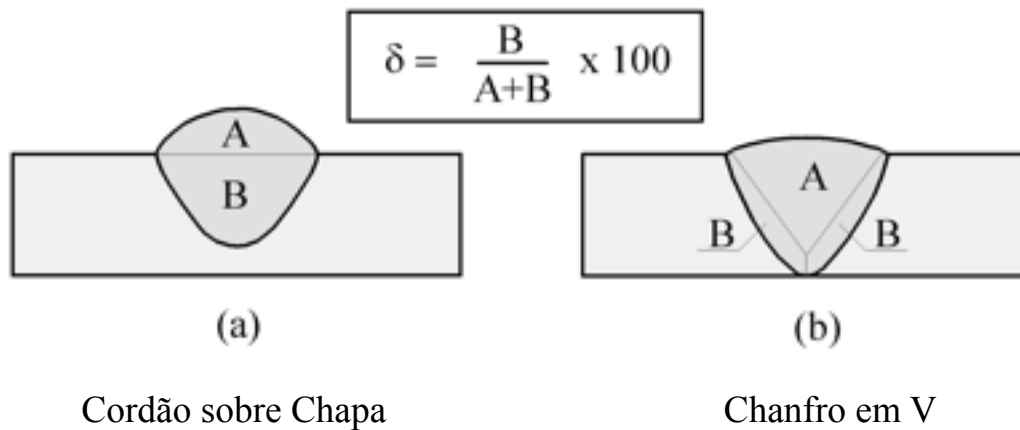 δ = B/A+B x 100
A
B
A
B B
(a)
(b)
Cordão sobre Chapa
Chanfro em V